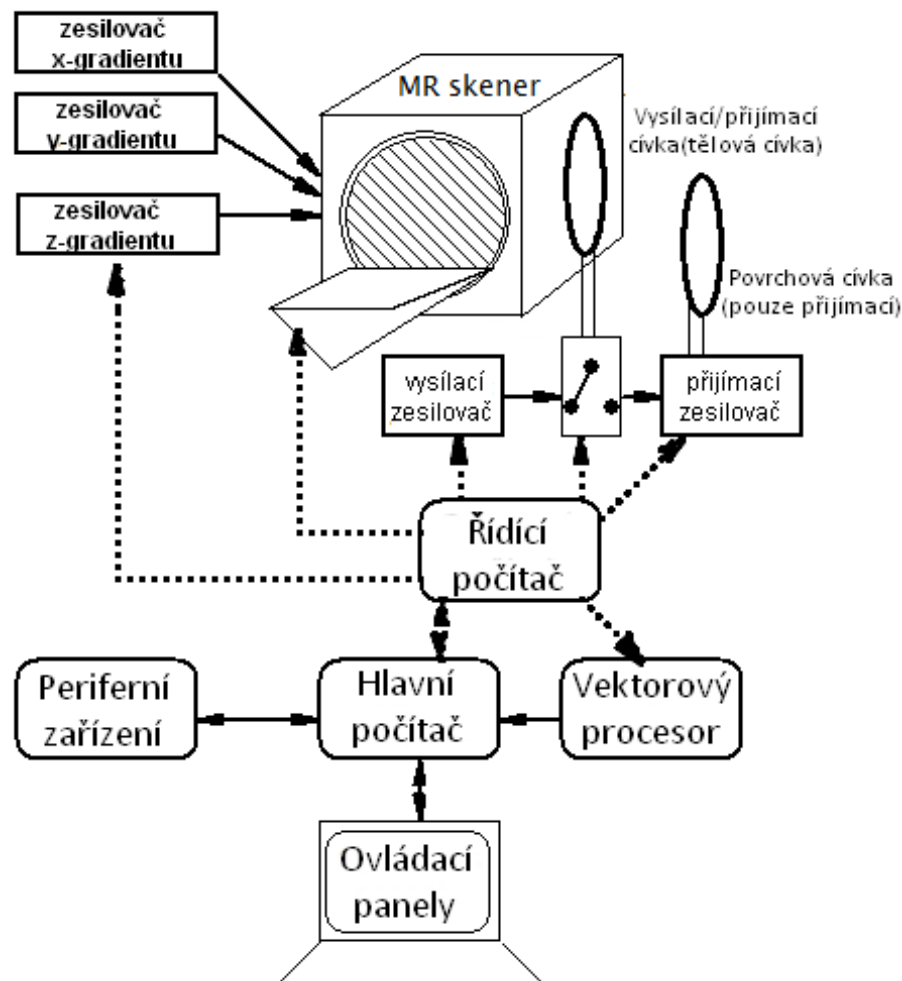 zesilovač
x-gradientu
zesilovač
y-gradientu
zesilovač
z-gradientu
MR skener
Vysílací/přijímací
cívka(tělová cívka)
Povrchová cívka
(pouze přijímací)
vysílací
zesilovač
přijímací
zesilovač
Řídící
počítač
Periferní
zařízení
Hlavní
počítač
Vektorový
procesor
Ovládací
panely